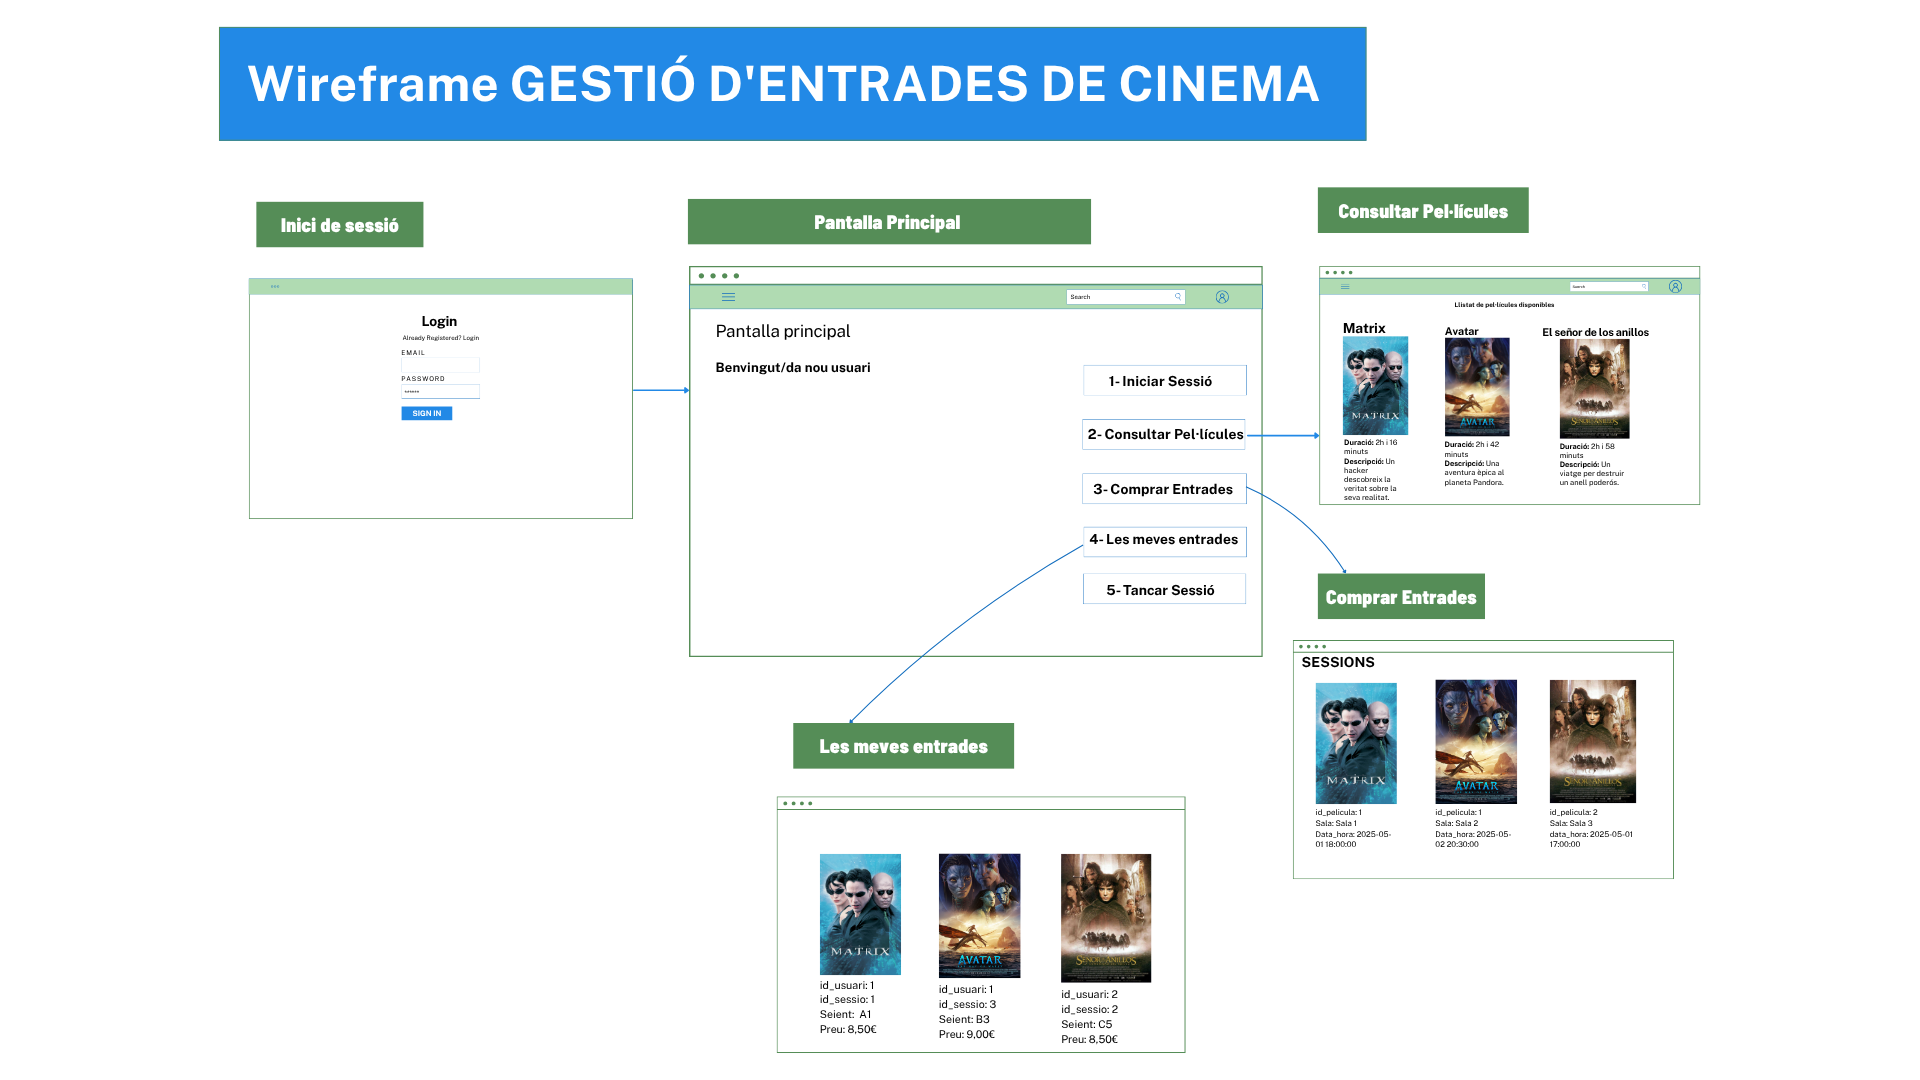 Wireframe GESTIÓ D'ENTRADES DE CINEMA
Inici de sessió
Login
Already Registered? Login
EMAIL
PASSWORD
******
SIGN IN
Pantalla Principal
Search
Pantalla principal
Benvingut/da nou usuari
1- Iniciar Sessió
2- Consultar Pel·lícules
3- Comprar Entrades
4- Les meves entrades
5- Tancar Sessió
Consultar Pel·lícules
Search
Llistat de pel·lícules disponibles
Matrix
MATRIX
Duració: 2h i 16
minuts
Descripció: Un
hacker
descobreix la
veritat sobre la
seva realitat.
Avatar
AVATAR
Duració: 2h i 42
minuts
Descripció: Una
aventura èpica al
planeta Pandora.
El señor de los anillos
SEÑOR ANILLOS
Duració: 2h i 58
minuts
Descripció: Un
viatge per destruir
un anell poderós.
Comprar Entrades
SESSIONS
MATRIX
id_pelicula: 1
Sala: Sala 1
Data_hora: 2025-05-
01 18:00:00
AVATAR
id_pelicula: 1
Sala: Sala 2
Data_hora: 2025-05-
02 20:30:00
SEÑOR ANILLOS
id_pelicula: 2
Sala: Sala 3
data_hora: 2025-05-01
17:00:00
Les meves entrades
MATRIX
id_usuari: 1
id_sessio: 1
Seient: A1
Preu: 8,50€
AVATAR
id_usuari: 1
id_sessio: 3
Seient: B3
Preu: 9,00€
SEÑOR ANILLOS
id_usuari: 2
id_sessio: 2
Seient: C5
Preu: 8,50€